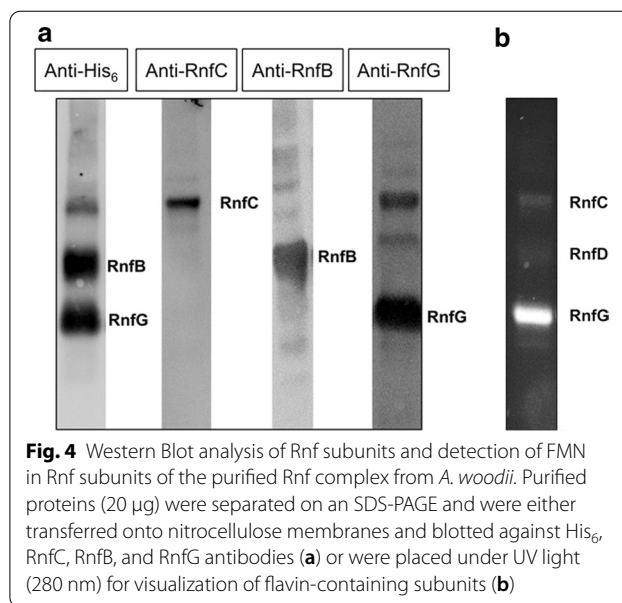 a
b
Anti-His₆ Anti-RnfC Anti-RnfB Anti-RnfG
RnfC
RnfC
RnfB
RnfB
RnfD
RnfG
RnfG
RnfG
Fig. 4 Western Blot analysis of Rnf subunits and detection of FMN
in Rnf subunits of the purified Rnf complex from A. woodii. Purified
proteins (20 µg) were separated on an SDS-PAGE and were either
transferred onto nitrocellulose membranes and blotted against His₆,
RnfC, RnfB, and RnfG antibodies (a) or were placed under UV light
(280 nm) for visualization of flavin-containing subunits (b)